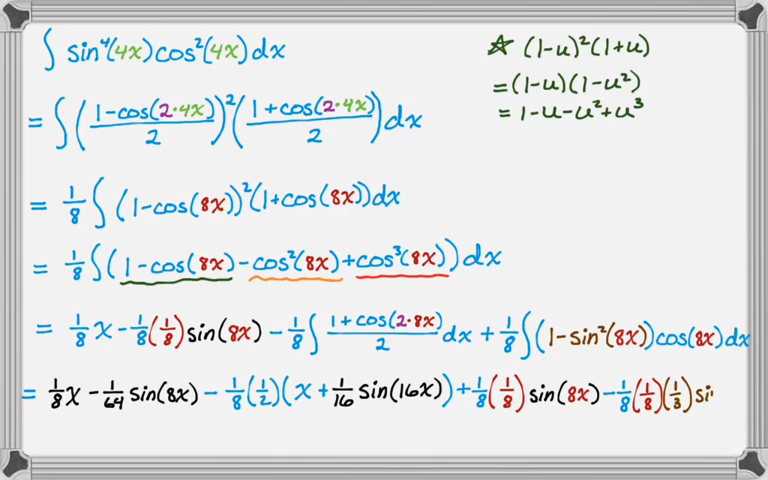 ∫ sin⁴(4x)cos²(4x)dx
☆ (1-u)²(1+u)
= (1-u)(1-u²)
= 1-u-u²+u³
= ∫ ((1-cos(2·4x))/2)² ((1+cos(2·4x))/2) dx
= 1/8 ∫ (1-cos(8x))²(1+cos(8x))dx
= 1/8 ∫ (1-cos(8x)-cos²(8x)+cos³(8x)) dx
= 1/8 x - 1/8(1/8)sin(8x) - 1/8 ∫ (1+cos(2·8x))/2 dx + 1/8 ∫ (1-sin²(8x))cos(8x)dx
= 1/8 x - 1/64 sin(8x) - 1/8(1/2)(x + 1/16 sin(16x)) + 1/8(1/8) sin(8x) - 1/8(1/8)(1/3)si